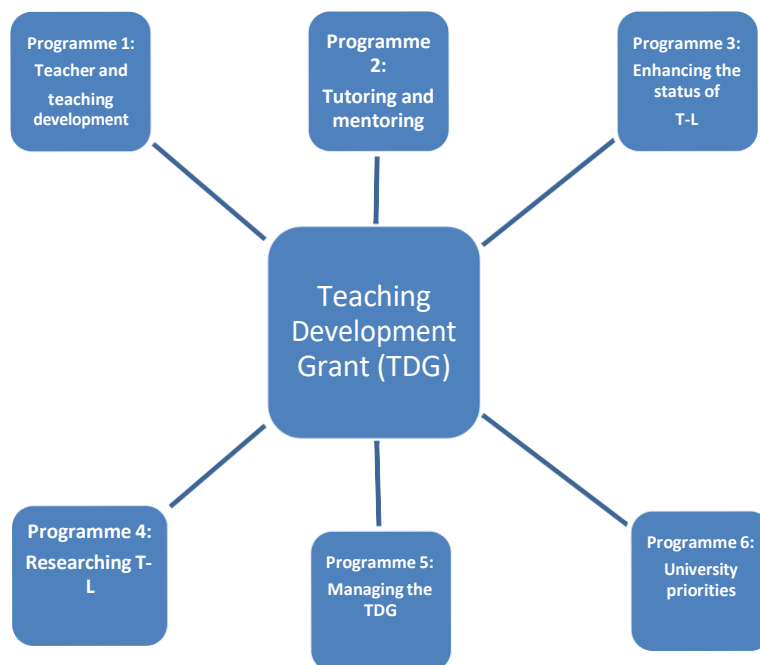 Programme 1:
Teacher and
teaching
development
Programme
2:
Tutoring and
mentoring
Programme 3:
Enhancing the
status of
T-L
Teaching
Development
Grant (TDG)
Programme 4:
Researching T-
L
Programme 5:
Managing the
TDG
Programme 6:
University
priorities